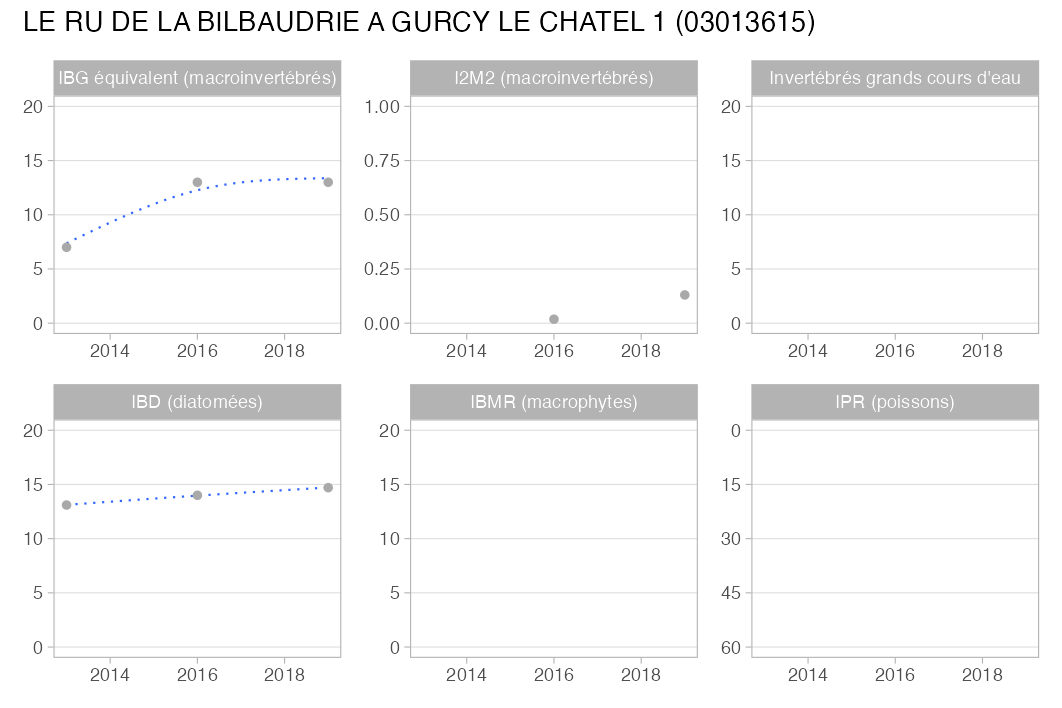 LE RU DE LA BILBAUDRIE A GURCY LE CHATEL 1 (03013615)
IBG équivalent (macroinvertébrés)
20
15
10
5
0
2014 2016 2018
I2M2 (macroinvertébrés)
1.00
0.75
0.50
0.25
0.00
2014 2016 2018
Invertébrés grands cours d'eau
20
15
10
5
0
2014 2016 2018
IBD (diatomées)
20
15
10
5
0
2014 2016 2018
IBMR (macrophytes)
20
15
10
5
0
2014 2016 2018
IPR (poissons)
0
15
30
45
60
2014 2016 2018